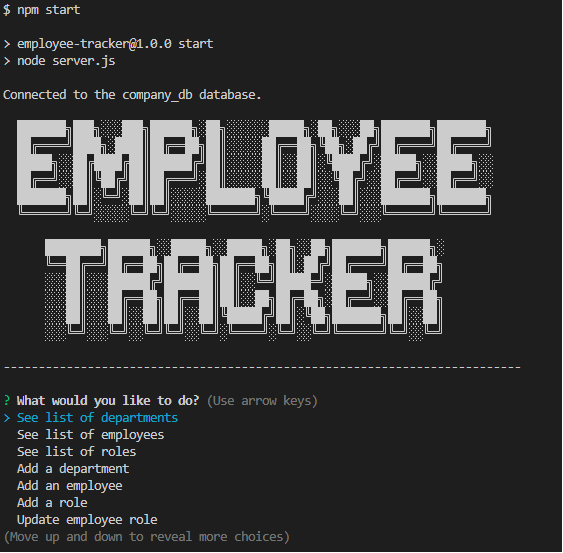 $ npm start
> employee-tracker@1.0.0 start
> node server.js
Connected to the company_db database.
EMPLOYEE
TRACKER
--------------------------------------------------------------------------
? What would you like to do? (Use arrow keys)
> See list of departments
See list of employees
See list of roles
Add a department
Add an employee
Add a role
Update employee role
(Move up and down to reveal more choices)